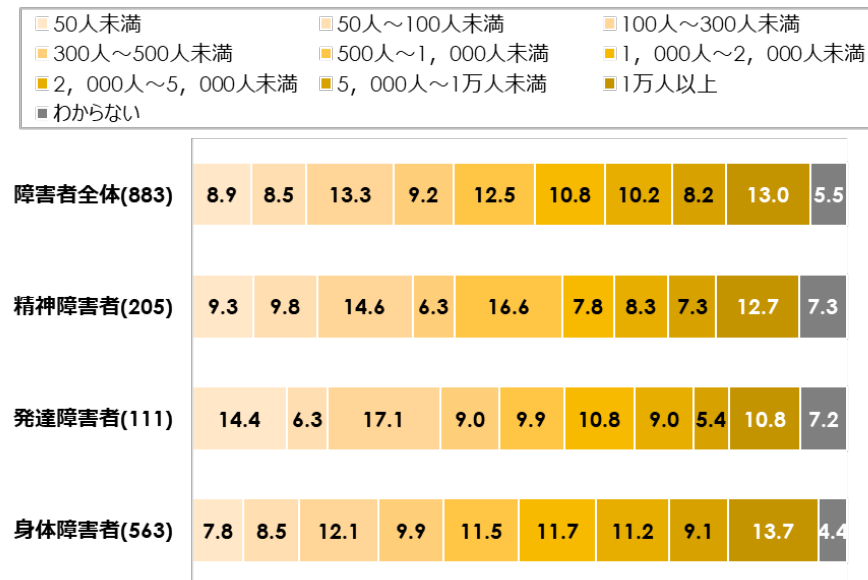 50人未満 50人～100人未満 100人～300人未満
300人～500人未満 500人～1，000人未満 1，000人～2，000人未満
2，000人～5，000人未満 5，000人～1万人未満 1万人以上
わからない
障害者全体(883) 8.9 8.5 13.3 9.2 12.5 10.8 10.2 8.2 13.0 5.5
精神障害者(205) 9.3 9.8 14.6 6.3 16.6 7.8 8.3 7.3 12.7 7.3
発達障害者(111) 14.4 6.3 17.1 9.0 9.9 10.8 9.0 5.4 10.8 7.2
身体障害者(563) 7.8 8.5 12.1 9.9 11.5 11.7 11.2 9.1 13.7 4.4